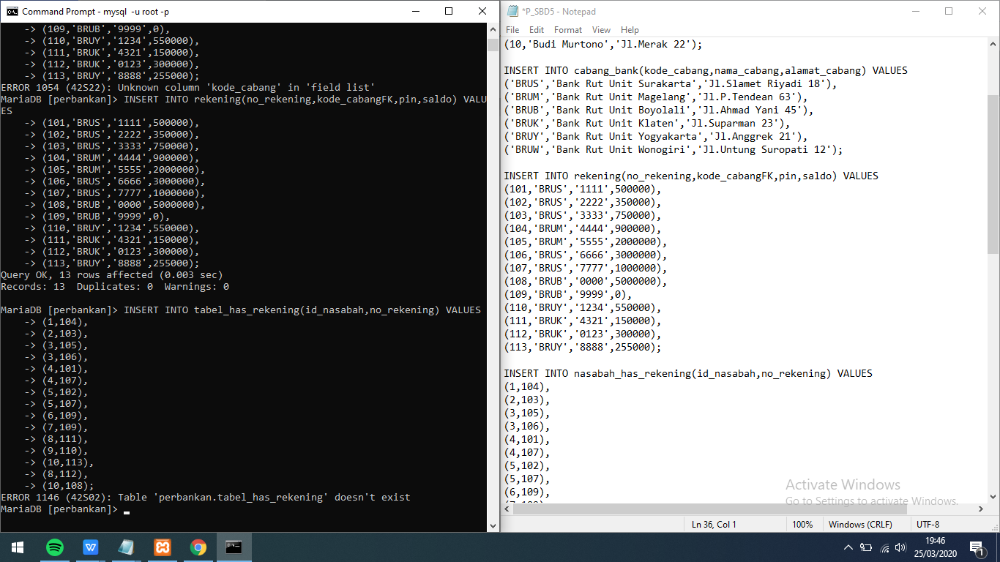 Command Prompt - mysql  -u root -p
    -> (109,'BRUB','9999',0),
    -> (110,'BRUY','1234',550000),
    -> (111,'BRUK','4321',150000),
    -> (112,'BRUK','0123',300000),
    -> (113,'BRUY','8888',255000);
ERROR 1054 (42S22): Unknown column 'kode_cabang' in 'field list'
MariaDB [perbankan]> INSERT INTO rekening(no_rekening,kode_cabangFK,pin,saldo) VALU
ES
    -> (101,'BRUS','1111',500000),
    -> (102,'BRUS','2222',350000),
    -> (103,'BRUS','3333',750000),
    -> (104,'BRUM','4444',900000),
    -> (105,'BRUM','5555',2000000),
    -> (106,'BRUS','6666',3000000),
    -> (107,'BRUS','7777',1000000),
    -> (108,'BRUB','0000',5000000),
    -> (109,'BRUB','9999',0),
    -> (110,'BRUY','1234',550000),
    -> (111,'BRUK','4321',150000),
    -> (112,'BRUK','0123',300000),
    -> (113,'BRUY','8888',255000);
Query OK, 13 rows affected (0.003 sec)
Records: 13  Duplicates: 0  Warnings: 0
MariaDB [perbankan]> INSERT INTO tabel_has_rekening(id_nasabah,no_rekening) VALUES
    -> (1,104),
    -> (2,103),
    -> (3,105),
    -> (3,106),
    -> (4,101),
    -> (4,107),
    -> (5,102),
    -> (5,107),
    -> (6,109),
    -> (7,109),
    -> (8,111),
    -> (9,110),
    -> (10,113),
    -> (8,112),
    -> (10,108);
ERROR 1146 (42S02): Table 'perbankan.tabel_has_rekening' doesn't exist
MariaDB [perbankan]> _
*P_SBD5 - Notepad
File Edit Format View Help
(10,'Budi Murtono','Jl.Merak 22');
INSERT INTO cabang_bank(kode_cabang,nama_cabang,alamat_cabang) VALUES
('BRUS','Bank Rut Unit Surakarta','Jl.Slamet Riyadi 18'),
('BRUM','Bank Rut Unit Magelang','Jl.P.Tendean 63'),
('BRUB','Bank Rut Unit Boyolali','Jl.Ahmad Yani 45'),
('BRUK','Bank Rut Unit Klaten','Jl.Suparman 23'),
('BRUY','Bank Rut Unit Yogyakarta','Jl.Anggrek 21'),
('BRUW','Bank Rut Unit Wonogiri','Jl.Untung Suropati 12');
INSERT INTO rekening(no_rekening,kode_cabangFK,pin,saldo) VALUES
(101,'BRUS','1111',500000),
(102,'BRUS','2222',350000),
(103,'BRUS','3333',750000),
(104,'BRUM','4444',900000),
(105,'BRUM','5555',2000000),
(106,'BRUS','6666',3000000),
(107,'BRUS','7777',1000000),
(108,'BRUB','0000',5000000),
(109,'BRUB','9999',0),
(110,'BRUY','1234',550000),
(111,'BRUK','4321',150000),
(112,'BRUK','0123',300000),
(113,'BRUY','8888',255000);
INSERT INTO nasabah_has_rekening(id_nasabah,no_rekening) VALUES
(1,104),
(2,103),
(3,105),
(3,106),
(4,101),
(4,107),
(5,102),
(5,107),
(6,109),
Activate Windows
Go to Settings to activate Windows.
Ln 36, Col 1 100% Windows (CRLF) UTF-8
19:46
25/03/2020
1